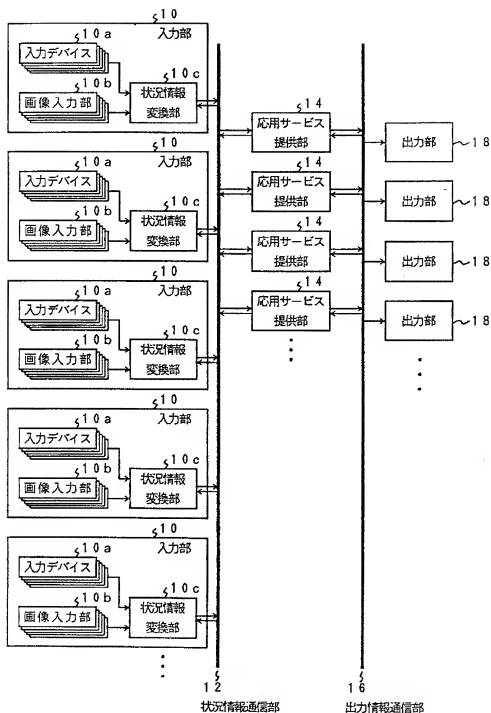 10
入力部
10a
入力デバイス
10b
画像入力部
10c
状況情報
変換部
10
入力部
10a
入力デバイス
10b
画像入力部
10c
状況情報
変換部
10
入力部
10a
入力デバイス
10b
画像入力部
10c
状況情報
変換部
10
入力部
10a
入力デバイス
10b
画像入力部
10c
状況情報
変換部
10
入力部
10a
入力デバイス
10b
画像入力部
10c
状況情報
変換部
14
応用サービス
提供部
14
応用サービス
提供部
14
応用サービス
提供部
14
応用サービス
提供部
出力部
18
出力部
18
出力部
18
出力部
18
12
状況情報通信部
16
出力情報通信部